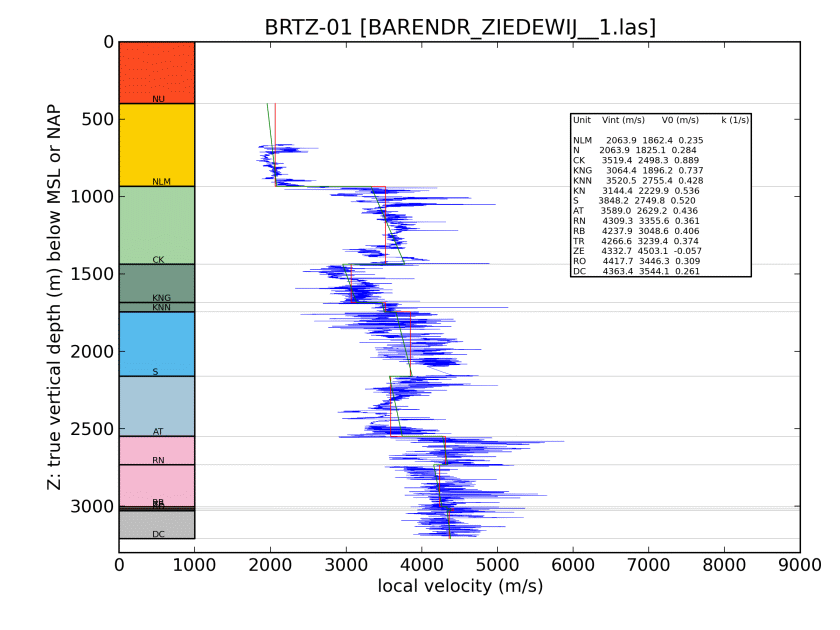 BRTZ-01 [BARENDR_ZIEDEWIJ__1.las]
0
500
1000
1500
2000
2500
3000
Z: true vertical depth (m) below MSL or NAP
NU
NLM
CK
KNG
KNN
S
AT
RN
RB
DC
Unit Vint (m/s) V0 (m/s) k (1/s)
NLM 2063.9 1862.4 0.235
N 2063.9 1825.1 0.284
CK 3519.4 2498.3 0.889
KNG 3064.4 1896.2 0.737
KNN 3520.5 2755.4 0.428
KN 3144.4 2229.9 0.536
S 3848.2 2749.8 0.520
AT 3589.0 2629.2 0.436
RN 4309.3 3355.6 0.361
RB 4237.9 3048.6 0.406
TR 4266.6 3239.4 0.374
ZE 4332.7 4503.1 -0.057
RO 4417.7 3446.3 0.309
DC 4363.4 3544.1 0.261
0 1000 2000 3000 4000 5000 6000 7000 8000 9000
local velocity (m/s)